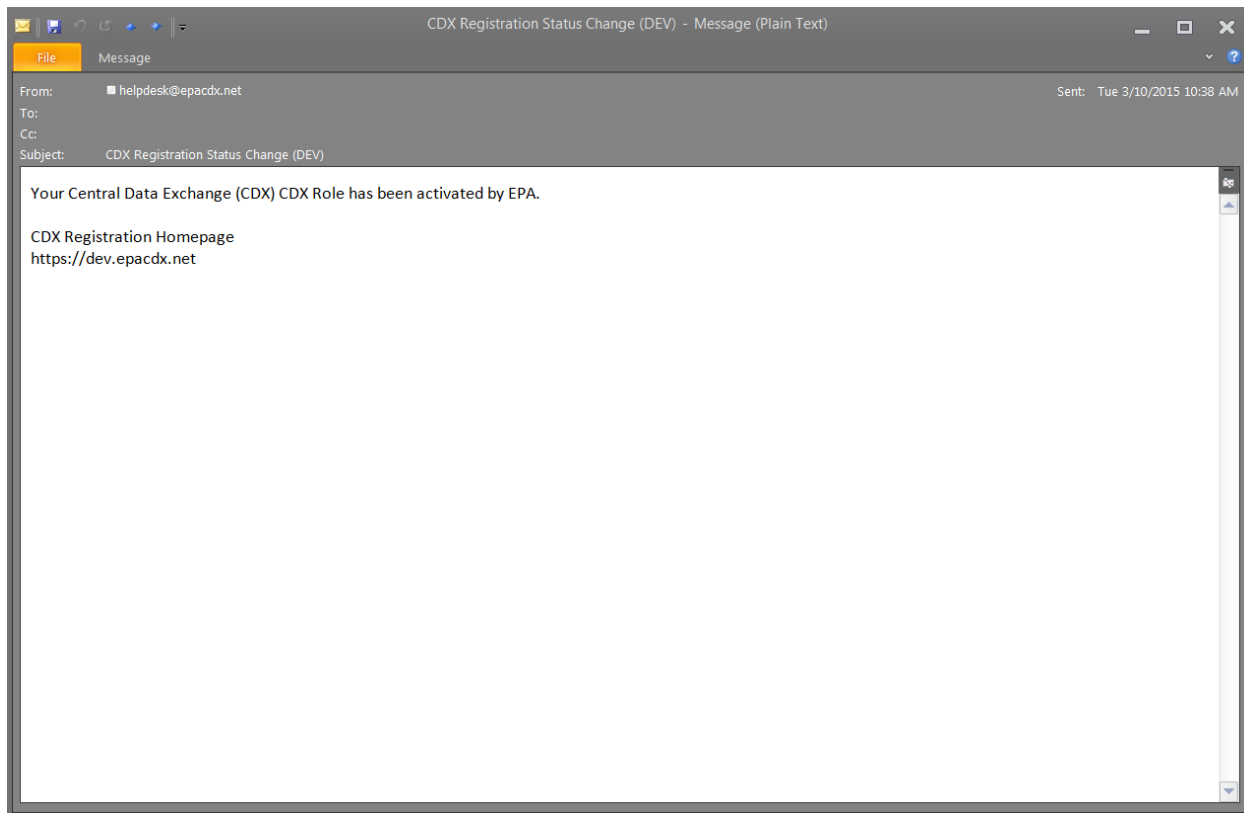 CDX Registration Status Change (DEV) - Message (Plain Text)
File Message
From: helpdesk@epacdx.net Sent: Tue 3/10/2015 10:38 AM
To:
Cc:
Subject: CDX Registration Status Change (DEV)
Your Central Data Exchange (CDX) CDX Role has been activated by EPA.
CDX Registration Homepage
https://dev.epacdx.net